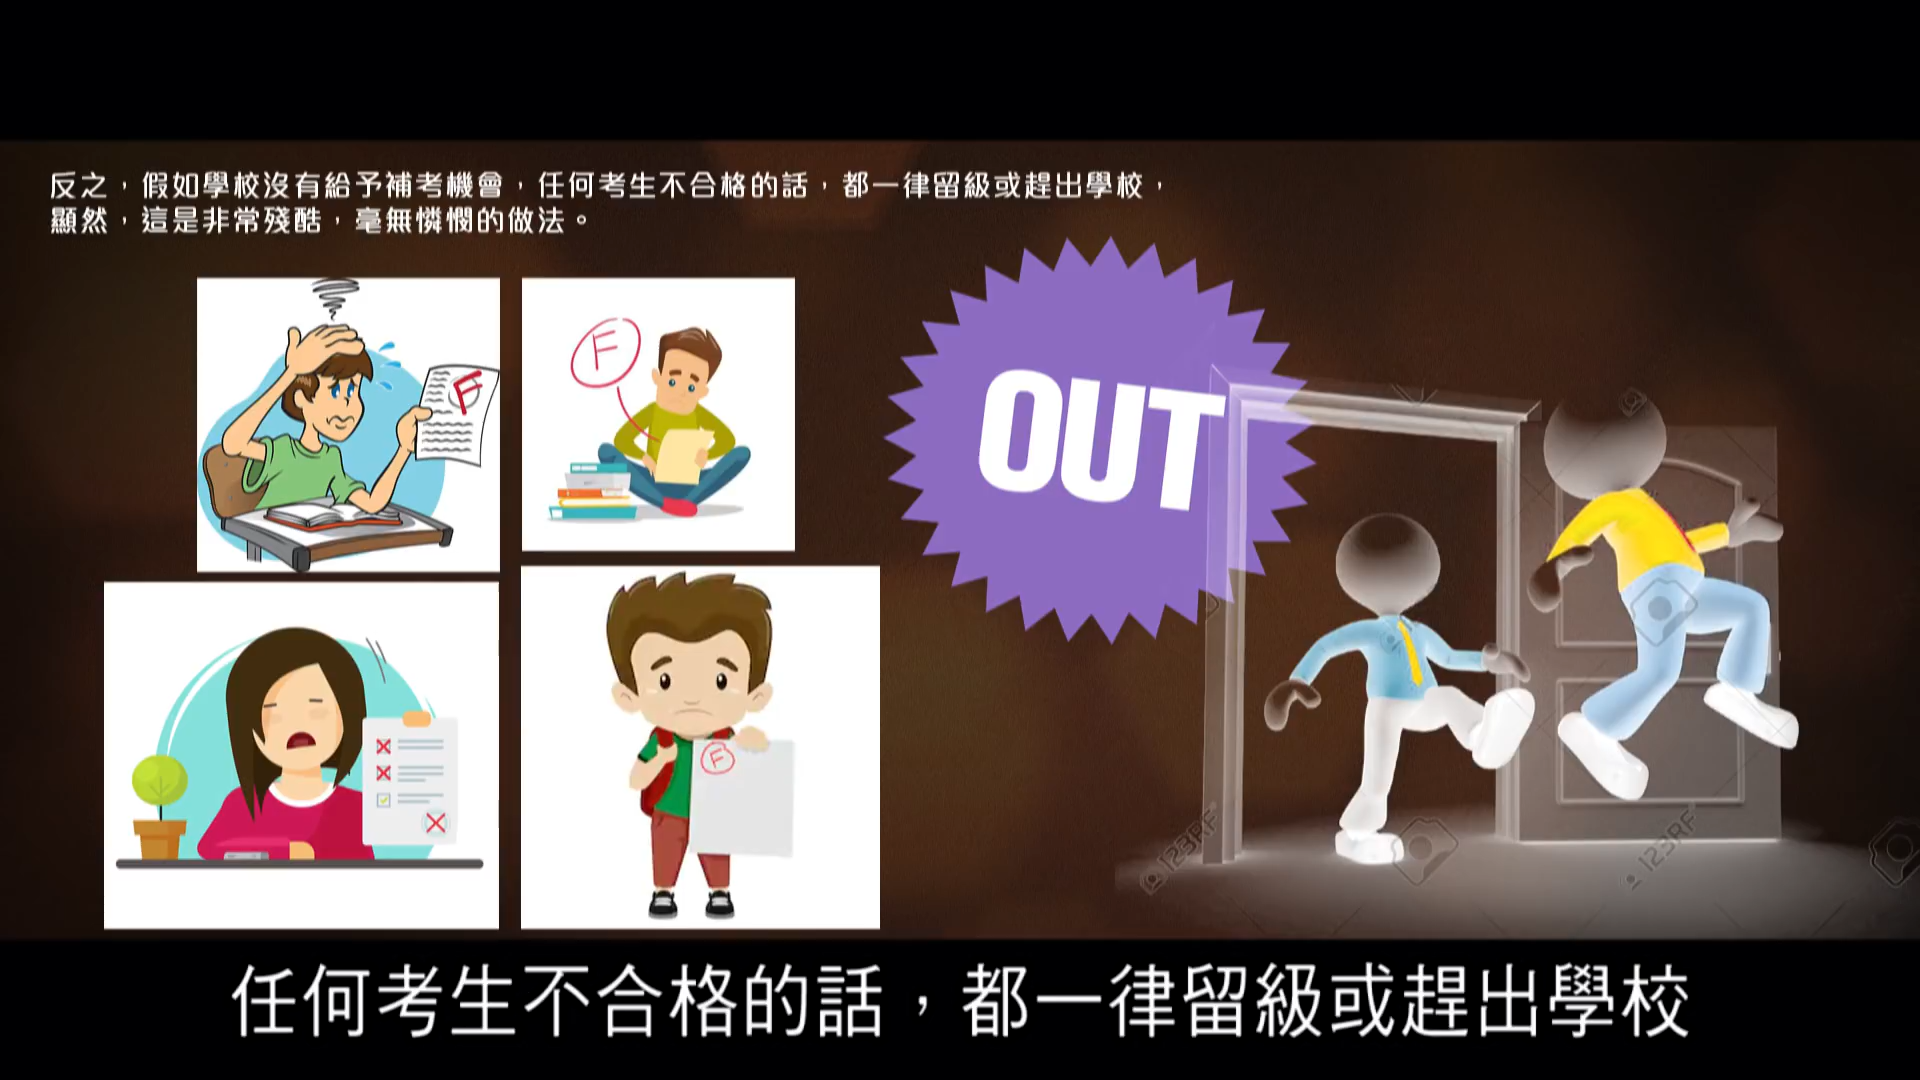 反之，假如學校沒有給予補考機會，任何考生不合格的話，都一律留級或趕出學校，
顯然，這是非常殘酷，毫無憐憫的做法。
F
F
OUT
F
123RF
123RF
任何考生不合格的話，都一律留級或趕出學校